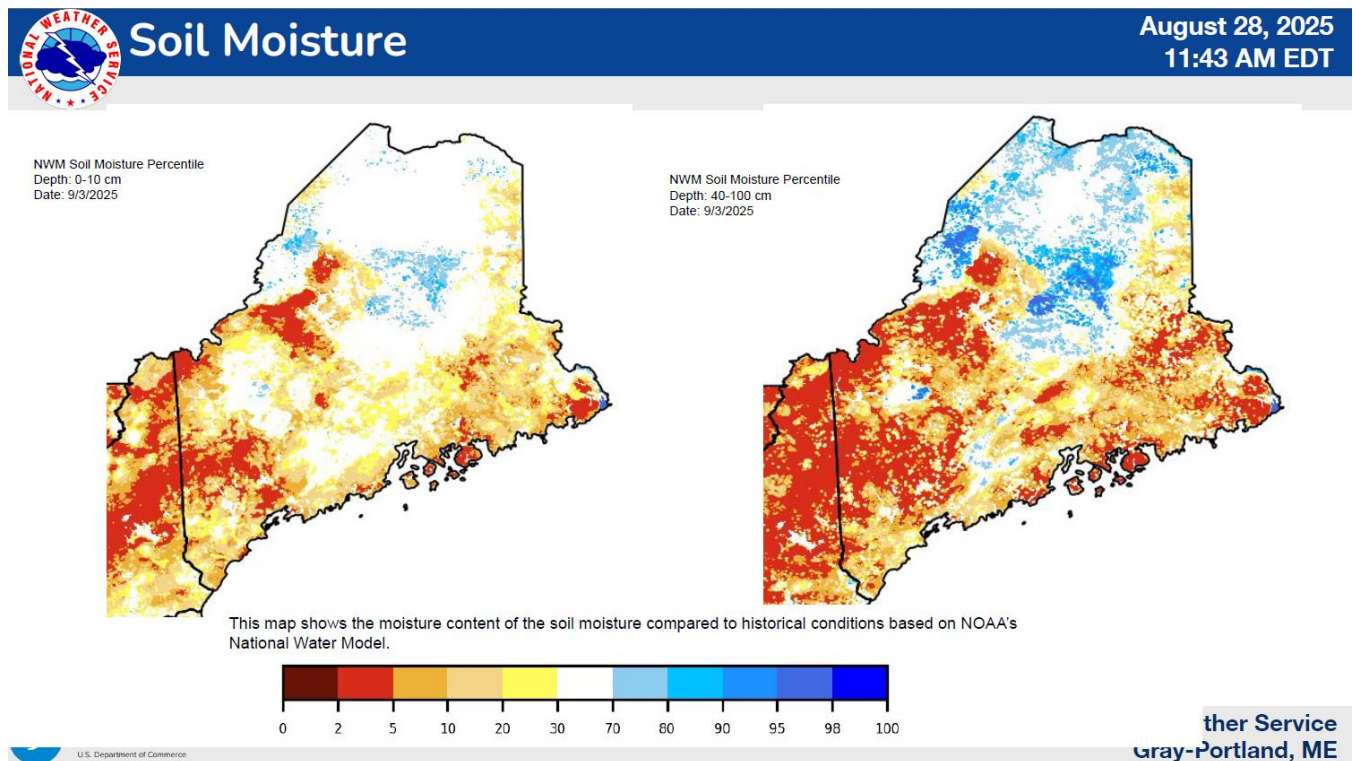 NATIONAL WEATHER SERVICE
Soil Moisture
August 28, 2025
11:43 AM EDT
NWM Soil Moisture Percentile
Depth: 0-10 cm
Date: 9/3/2025
NWM Soil Moisture Percentile
Depth: 40-100 cm
Date: 9/3/2025
This map shows the moisture content of the soil moisture compared to historical conditions based on NOAA's
National Water Model.
0 2 5 10 20 30 70 80 90 95 98 100
U.S. Department of Commerce
ther Service
Gray-Portland, ME